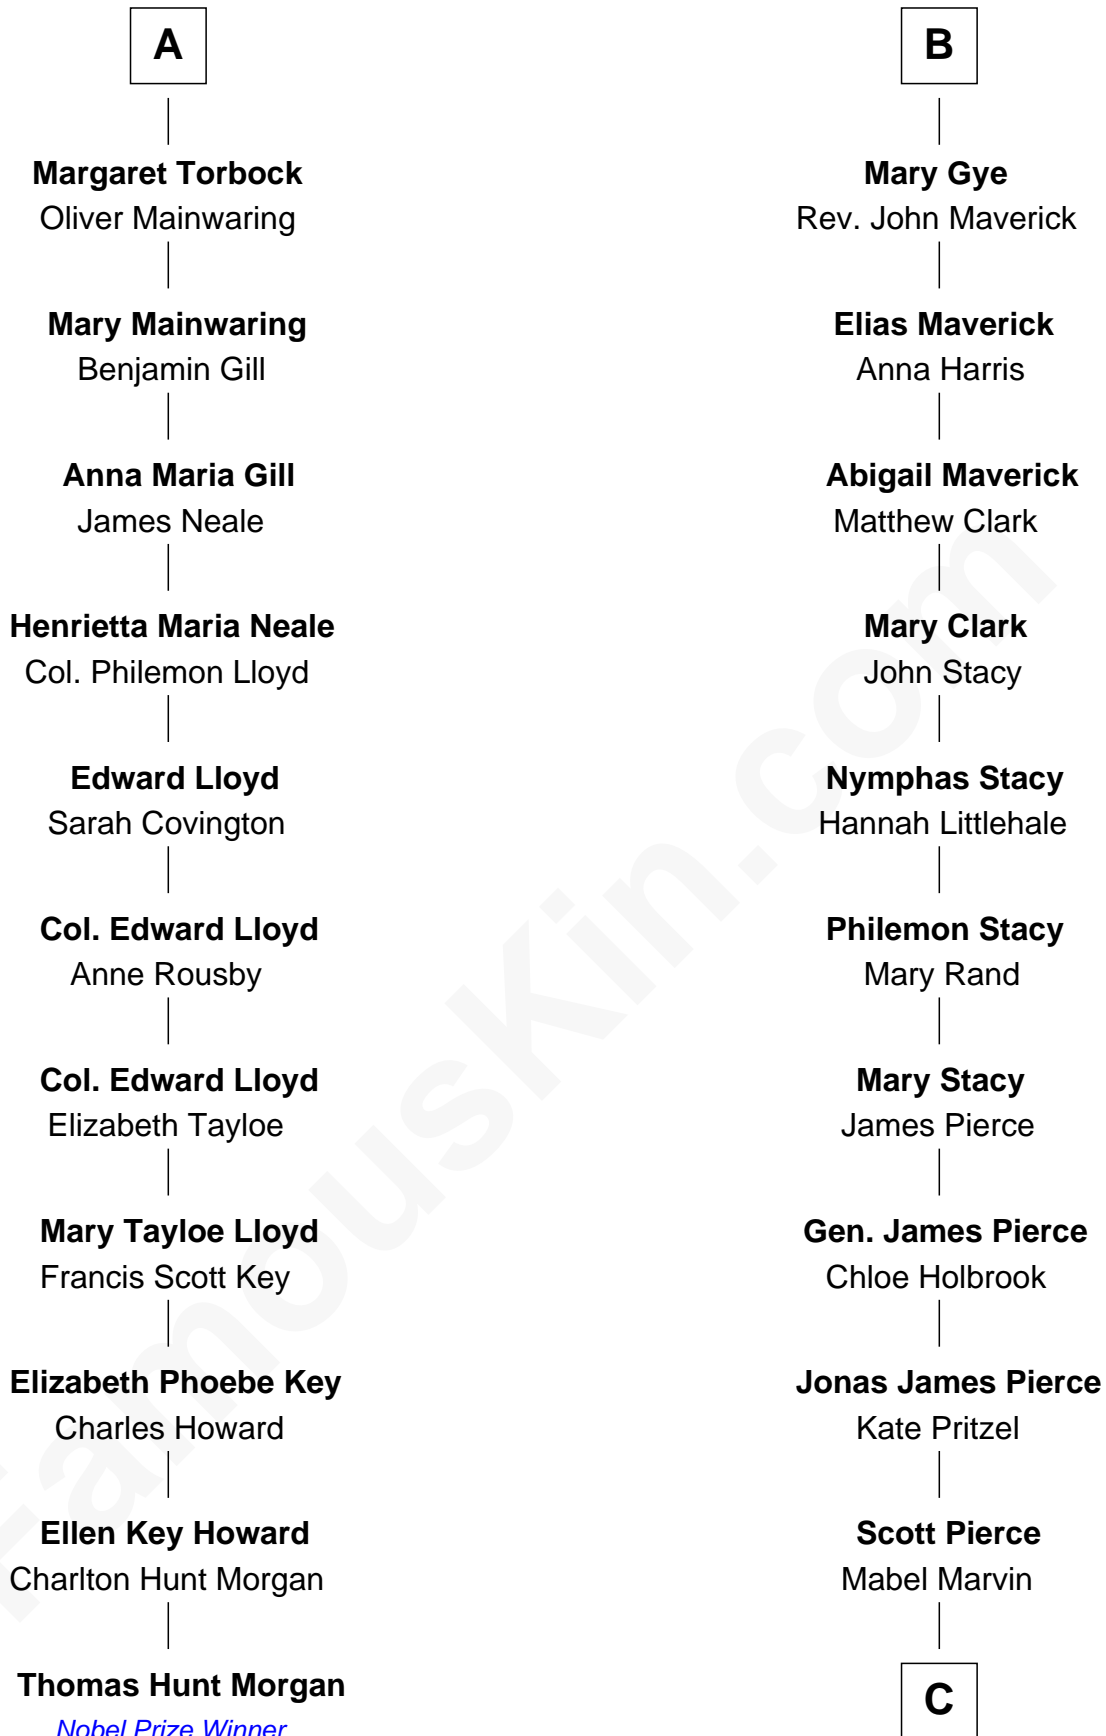 A
Margaret Torbock
Oliver Mainwaring
Mary Mainwaring
Benjamin Gill
Anna Maria Gill
James Neale
Henrietta Maria Neale
Col. Philemon Lloyd
Edward Lloyd
Sarah Covington
Col. Edward Lloyd
Anne Rousby
Col. Edward Lloyd
Elizabeth Tayloe
Mary Tayloe Lloyd
Francis Scott Key
Elizabeth Phoebe Key
Charles Howard
Ellen Key Howard
Charlton Hunt Morgan
Thomas Hunt Morgan
Nobel Prize Winner
B
Mary Gye
Rev. John Maverick
Elias Maverick
Anna Harris
Abigail Maverick
Matthew Clark
Mary Clark
John Stacy
Nymphas Stacy
Hannah Littlehale
Philemon Stacy
Mary Rand
Mary Stacy
James Pierce
Gen. James Pierce
Chloe Holbrook
Jonas James Pierce
Kate Pritzel
Scott Pierce
Mabel Marvin
C
FamousKin.com